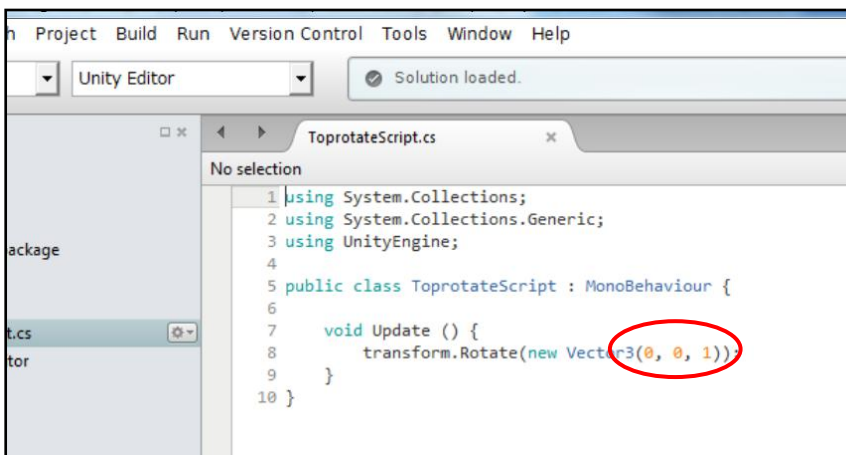 Project Build Run Version Control Tools Window Help
Unity Editor
Solution loaded.
ToprotateScript.cs
No selection
1 using System.Collections;
2 using System.Collections.Generic;
3 using UnityEngine;
4
5 public class ToprotateScript : MonoBehaviour {
6
7 void Update () {
8 transform.Rotate(new Vector3(0, 0, 1));
9 }
10 }
ackage
t.cs
tor